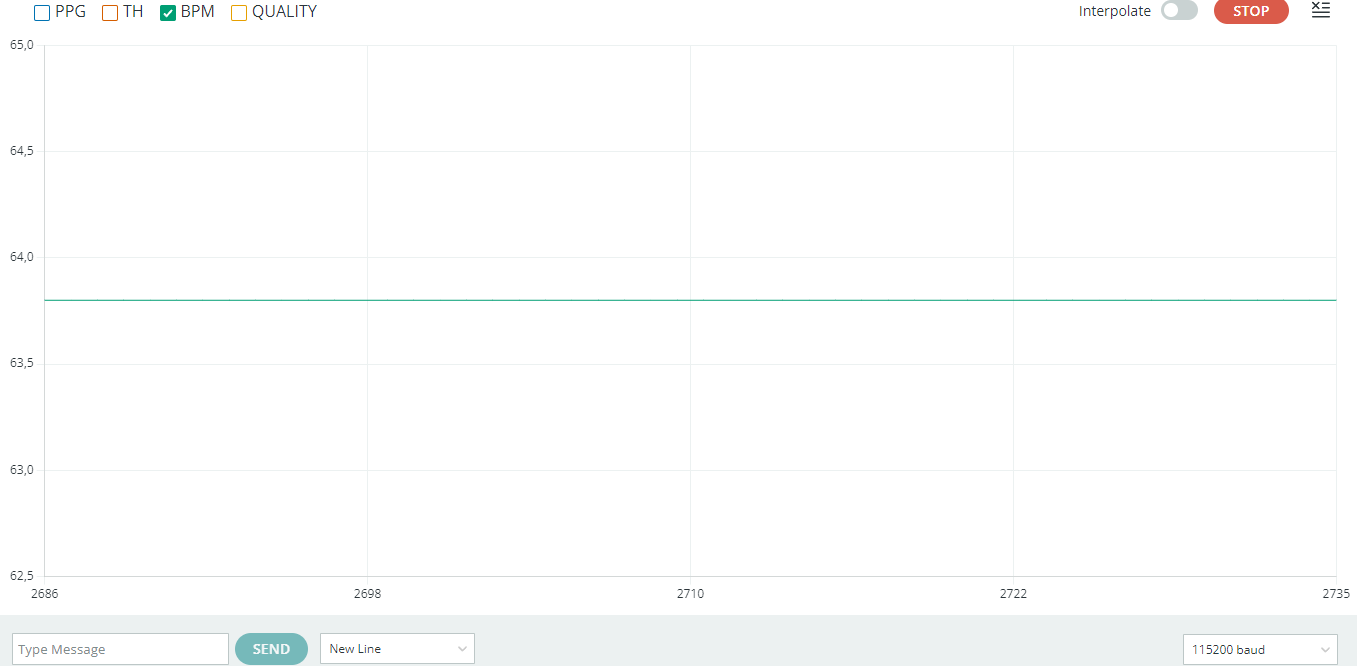 PPG TH BPM QUALITY Interpolate STOP
65,0
64,5
64,0
63,5
63,0
62,5
2686 2698 2710 2722 2735
Type Message SEND New Line 115200 baud